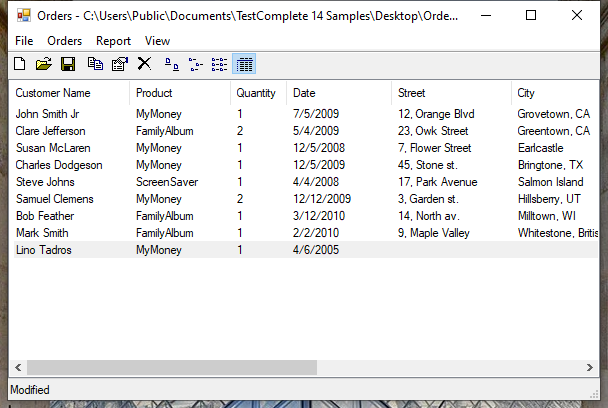 Orders - C:\Users\Public\Documents\TestComplete 14 Samples\Desktop\Orde...
File Orders Report View
Customer Name Product Quantity Date Street City
John Smith Jr MyMoney 1 7/5/2009 12, Orange Blvd Grovetown, CA
Clare Jefferson FamilyAlbum 2 5/4/2009 23, Owk Street Greentown, CA
Susan McLaren MyMoney 1 12/5/2008 7, Flower Street Earlcastle
Charles Dodgeson MyMoney 1 12/5/2009 45, Stone st. Bringtone, TX
Steve Johns ScreenSaver 1 4/4/2008 17, Park Avenue Salmon Island
Samuel Clemens MyMoney 2 12/12/2009 3, Garden st. Hillsberry, UT
Bob Feather FamilyAlbum 1 3/12/2010 14, North av. Milltown, WI
Mark Smith FamilyAlbum 1 2/2/2010 9, Maple Valley Whitestone, Britis
Lino Tadros MyMoney 1 4/6/2005
Modified